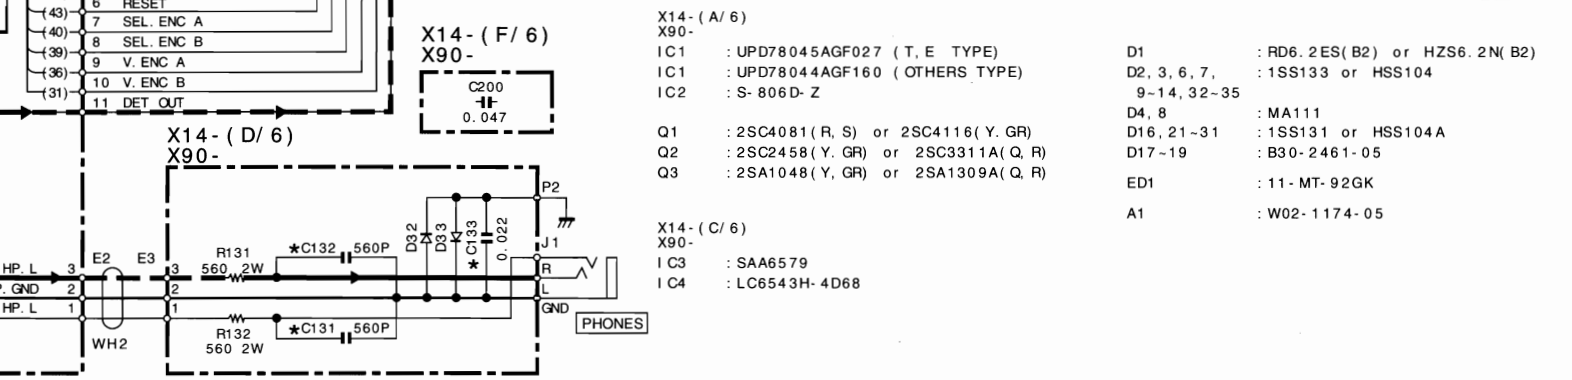 (43) 6 RESET
(40) 7 SEL. ENC A
(39) 8 SEL. ENC B
(36) 9 V. ENC A
(31) 10 V. ENC B
11 DET OUT
X14-(F/6)
X90-
C200
0.047
X14-(D/6)
X90-
P2
D32
D33
★C133
0.022
J1
E2
E3
R131
560 2W
★C132 560P
HP. L 3
3
R
. GND 2
2
L
HP. L 1
1
GND
R132
560 2W
★C131 560P
WH2
PHONES
X14-(A/6)
X90-
IC1 : UPD78045AGF027 (T, E TYPE)
IC1 : UPD78044AGF160 (OTHERS TYPE)
IC2 : S-806D-Z
Q1 : 2SC4081(R, S) or 2SC4116(Y. GR)
Q2 : 2SC2458(Y. GR) or 2SC3311A(Q, R)
Q3 : 2SA1048(Y, GR) or 2SA1309A(Q, R)
X14-(C/6)
X90-
IC3 : SAA6579
IC4 : LC6543H-4D68
D1 : RD6.2ES(B2) or HZS6.2N(B2)
D2, 3, 6, 7, : 1SS133 or HSS104
9~14, 32~35
D4, 8 : MA111
D16, 21~31 : 1SS131 or HSS104A
D17~19 : B30-2461-05
ED1 : 11-MT-92GK
A1 : W02-1174-05